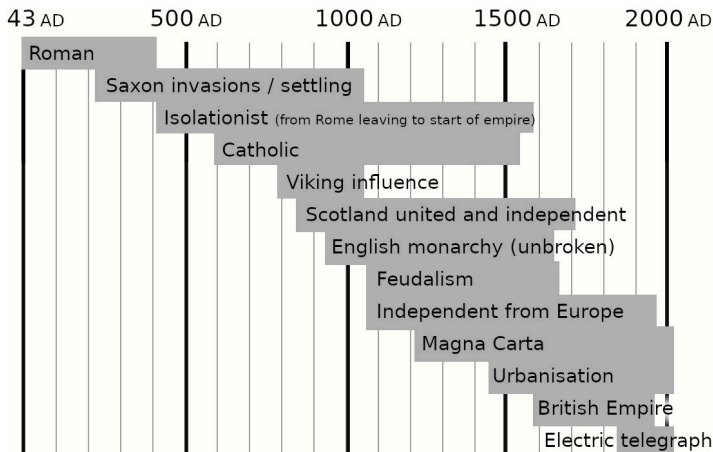 43 AD 500 AD 1000 AD 1500 AD 2000 AD
Roman
Saxon invasions / settling
Isolationist (from Rome leaving to start of empire)
Catholic
Viking influence
Scotland united and independent
English monarchy (unbroken)
Feudalism
Independent from Europe
Magna Carta
Urbanisation
British Empire
Electric telegraph